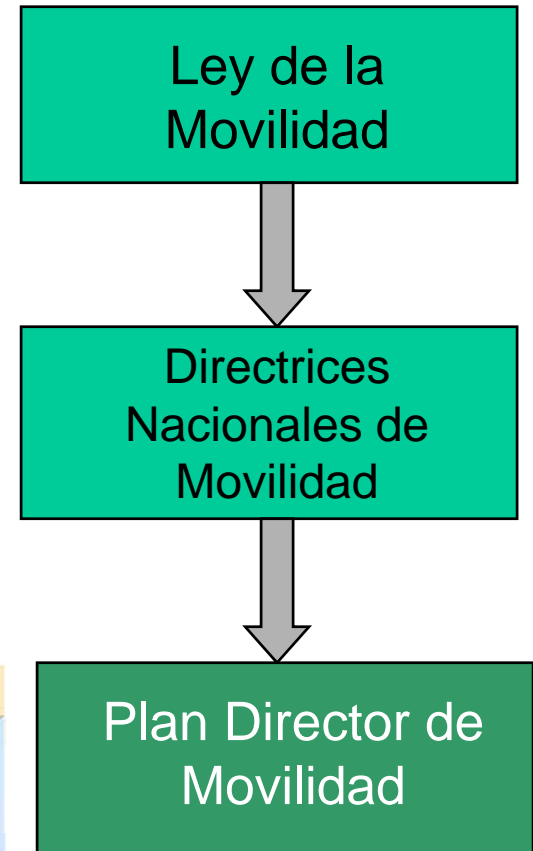 Ley de la
Movilidad
Directrices
Nacionales de
Movilidad
Plan Director de
Movilidad